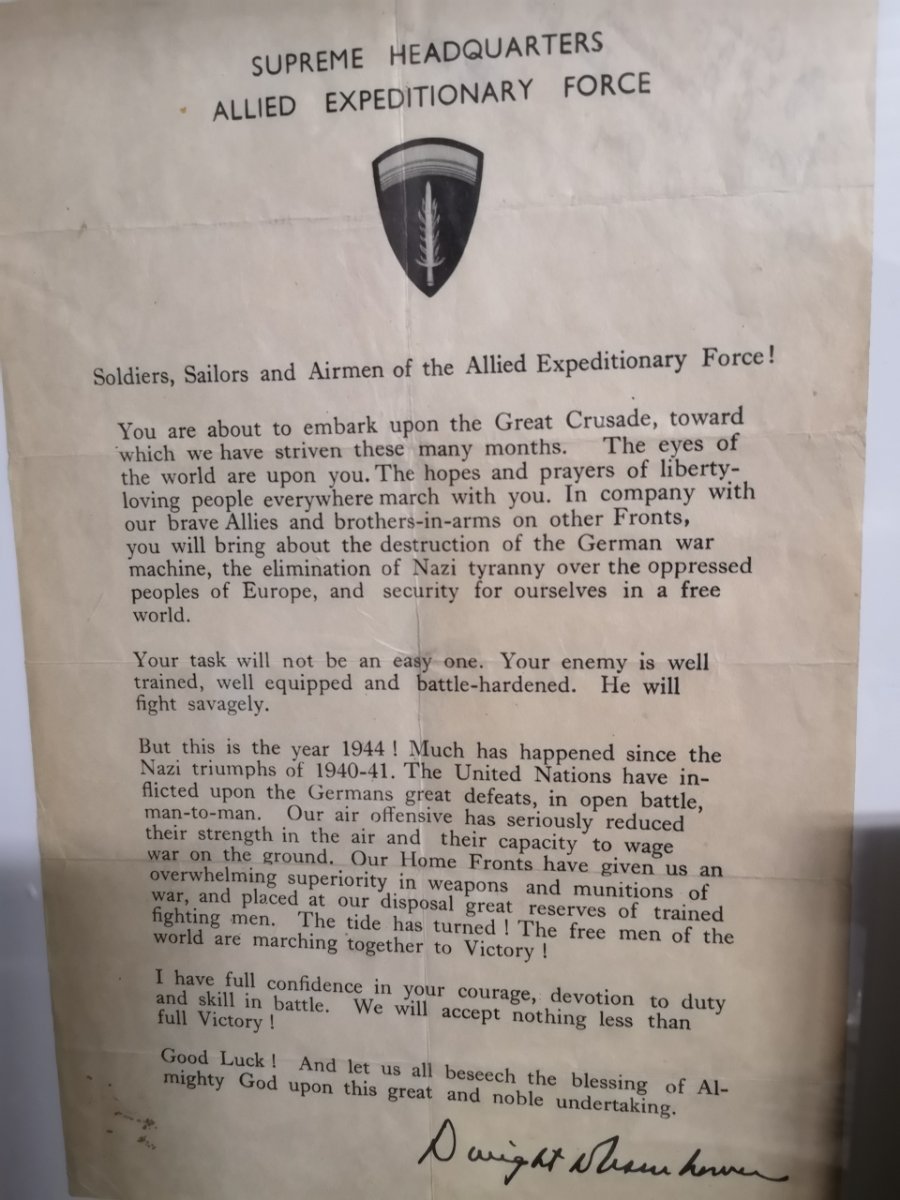 SUPREME HEADQUARTERS
ALLIED EXPEDITIONARY FORCE
Soldiers, Sailors and Airmen of the Allied Expeditionary Force!
You are about to embark upon the Great Crusade, toward
which we have striven these many months. The eyes of
the world are upon you. The hopes and prayers of liberty-
loving people everywhere march with you. In company with
our brave Allies and brothers-in-arms on other Fronts,
you will bring about the destruction of the German war
machine, the elimination of Nazi tyranny over the oppressed
peoples of Europe, and security for ourselves in a free
world.
Your task will not be an easy one. Your enemy is well
trained, well equipped and battle-hardened. He will
fight savagely.
But this is the year 1944 ! Much has happened since the
Nazi triumphs of 1940-41. The United Nations have in-
flicted upon the Germans great defeats, in open battle,
man-to-man. Our air offensive has seriously reduced
their strength in the air and their capacity to wage
war on the ground. Our Home Fronts have given us an
overwhelming superiority in weapons and munitions of
war, and placed at our disposal great reserves of trained
fighting men. The tide has turned ! The free men of the
world are marching together to Victory !
I have full confidence in your courage, devotion to duty
and skill in battle. We will accept nothing less than
full Victory !
Good Luck ! And let us all beseech the blessing of Al-
mighty God upon this great and noble undertaking.
Dwight D Eisenhower